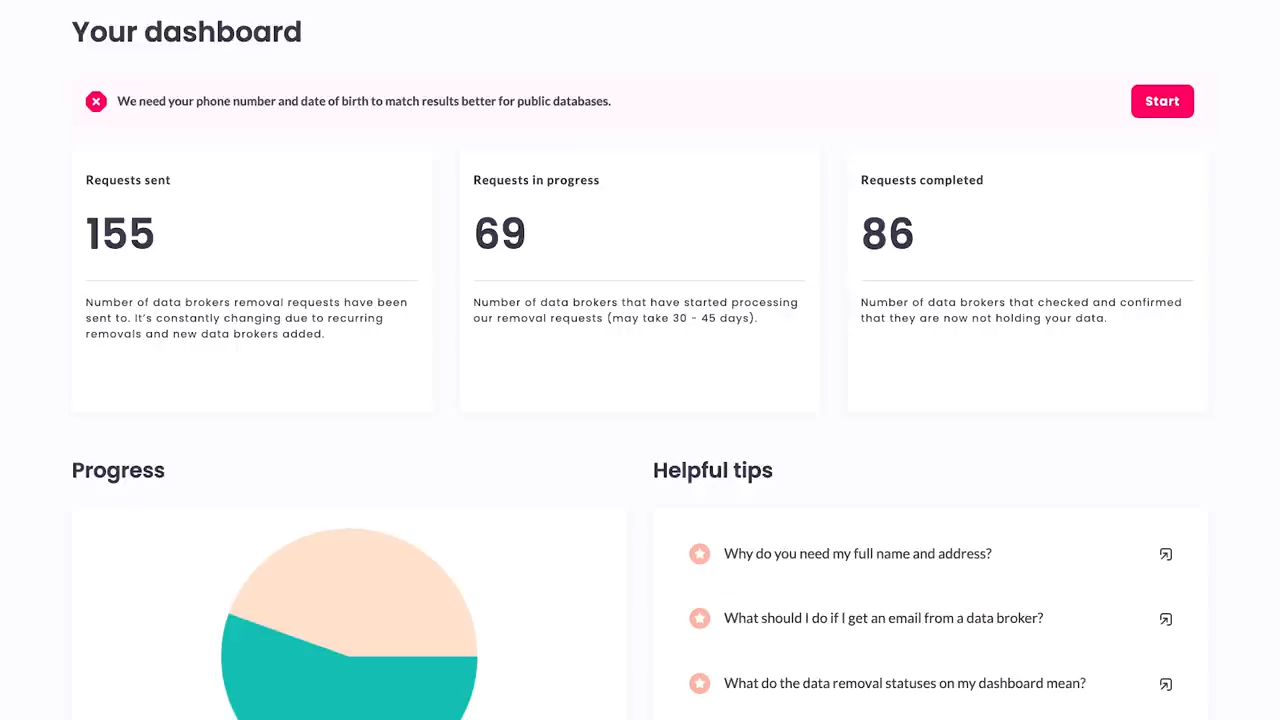 Your dashboard
We need your phone number and date of birth to match results better for public databases.
Start
Requests sent
155
Number of data brokers removal requests have been
sent to. It's constantly changing due to recurring
removals and new data brokers added.
Requests in progress
69
Number of data brokers that have started processing
our removal requests (may take 30 - 45 days).
Requests completed
86
Number of data brokers that checked and confirmed
that they are now not holding your data.
Progress
Helpful tips
Why do you need my full name and address?
What should I do if I get an email from a data broker?
What do the data removal statuses on my dashboard mean?